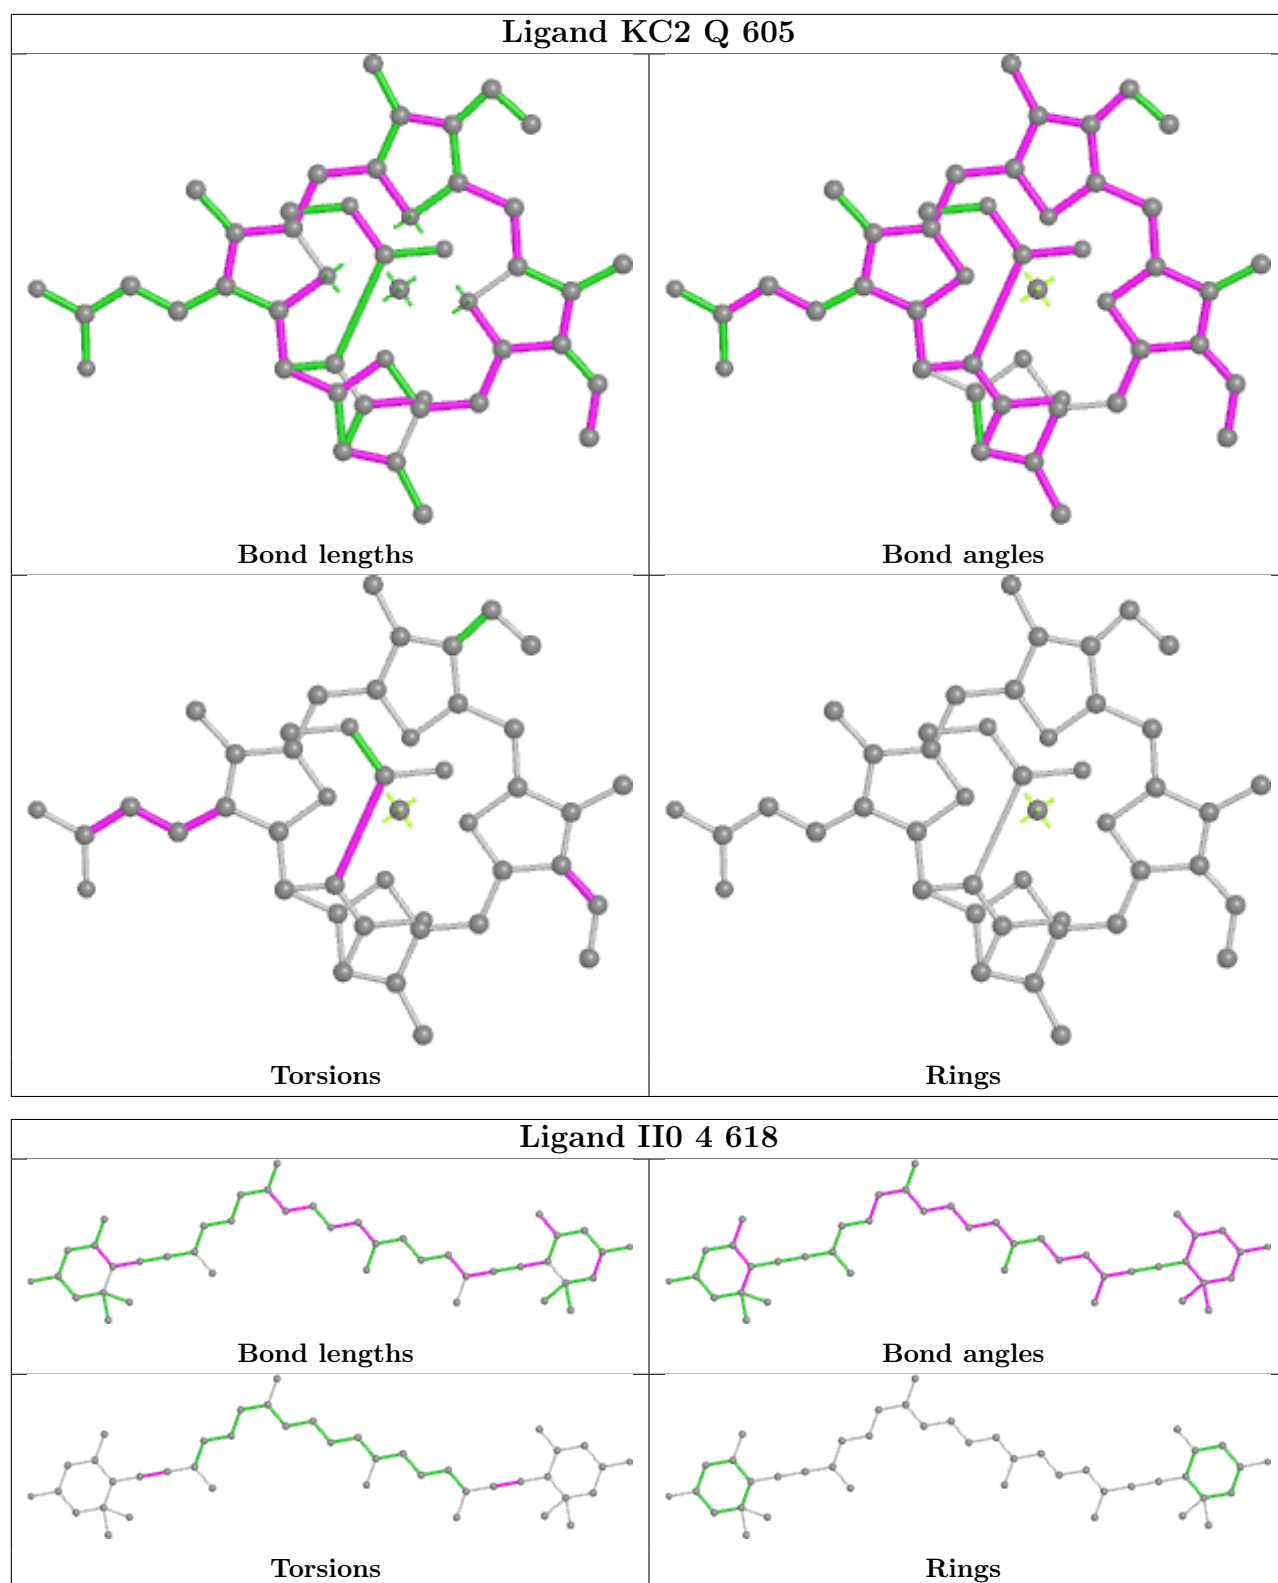 Ligand KC2 Q 605
Bond lengths
Bond angles
Torsions
Rings
Ligand II0 4 618
Bond lengths
Bond angles
Torsions
Rings